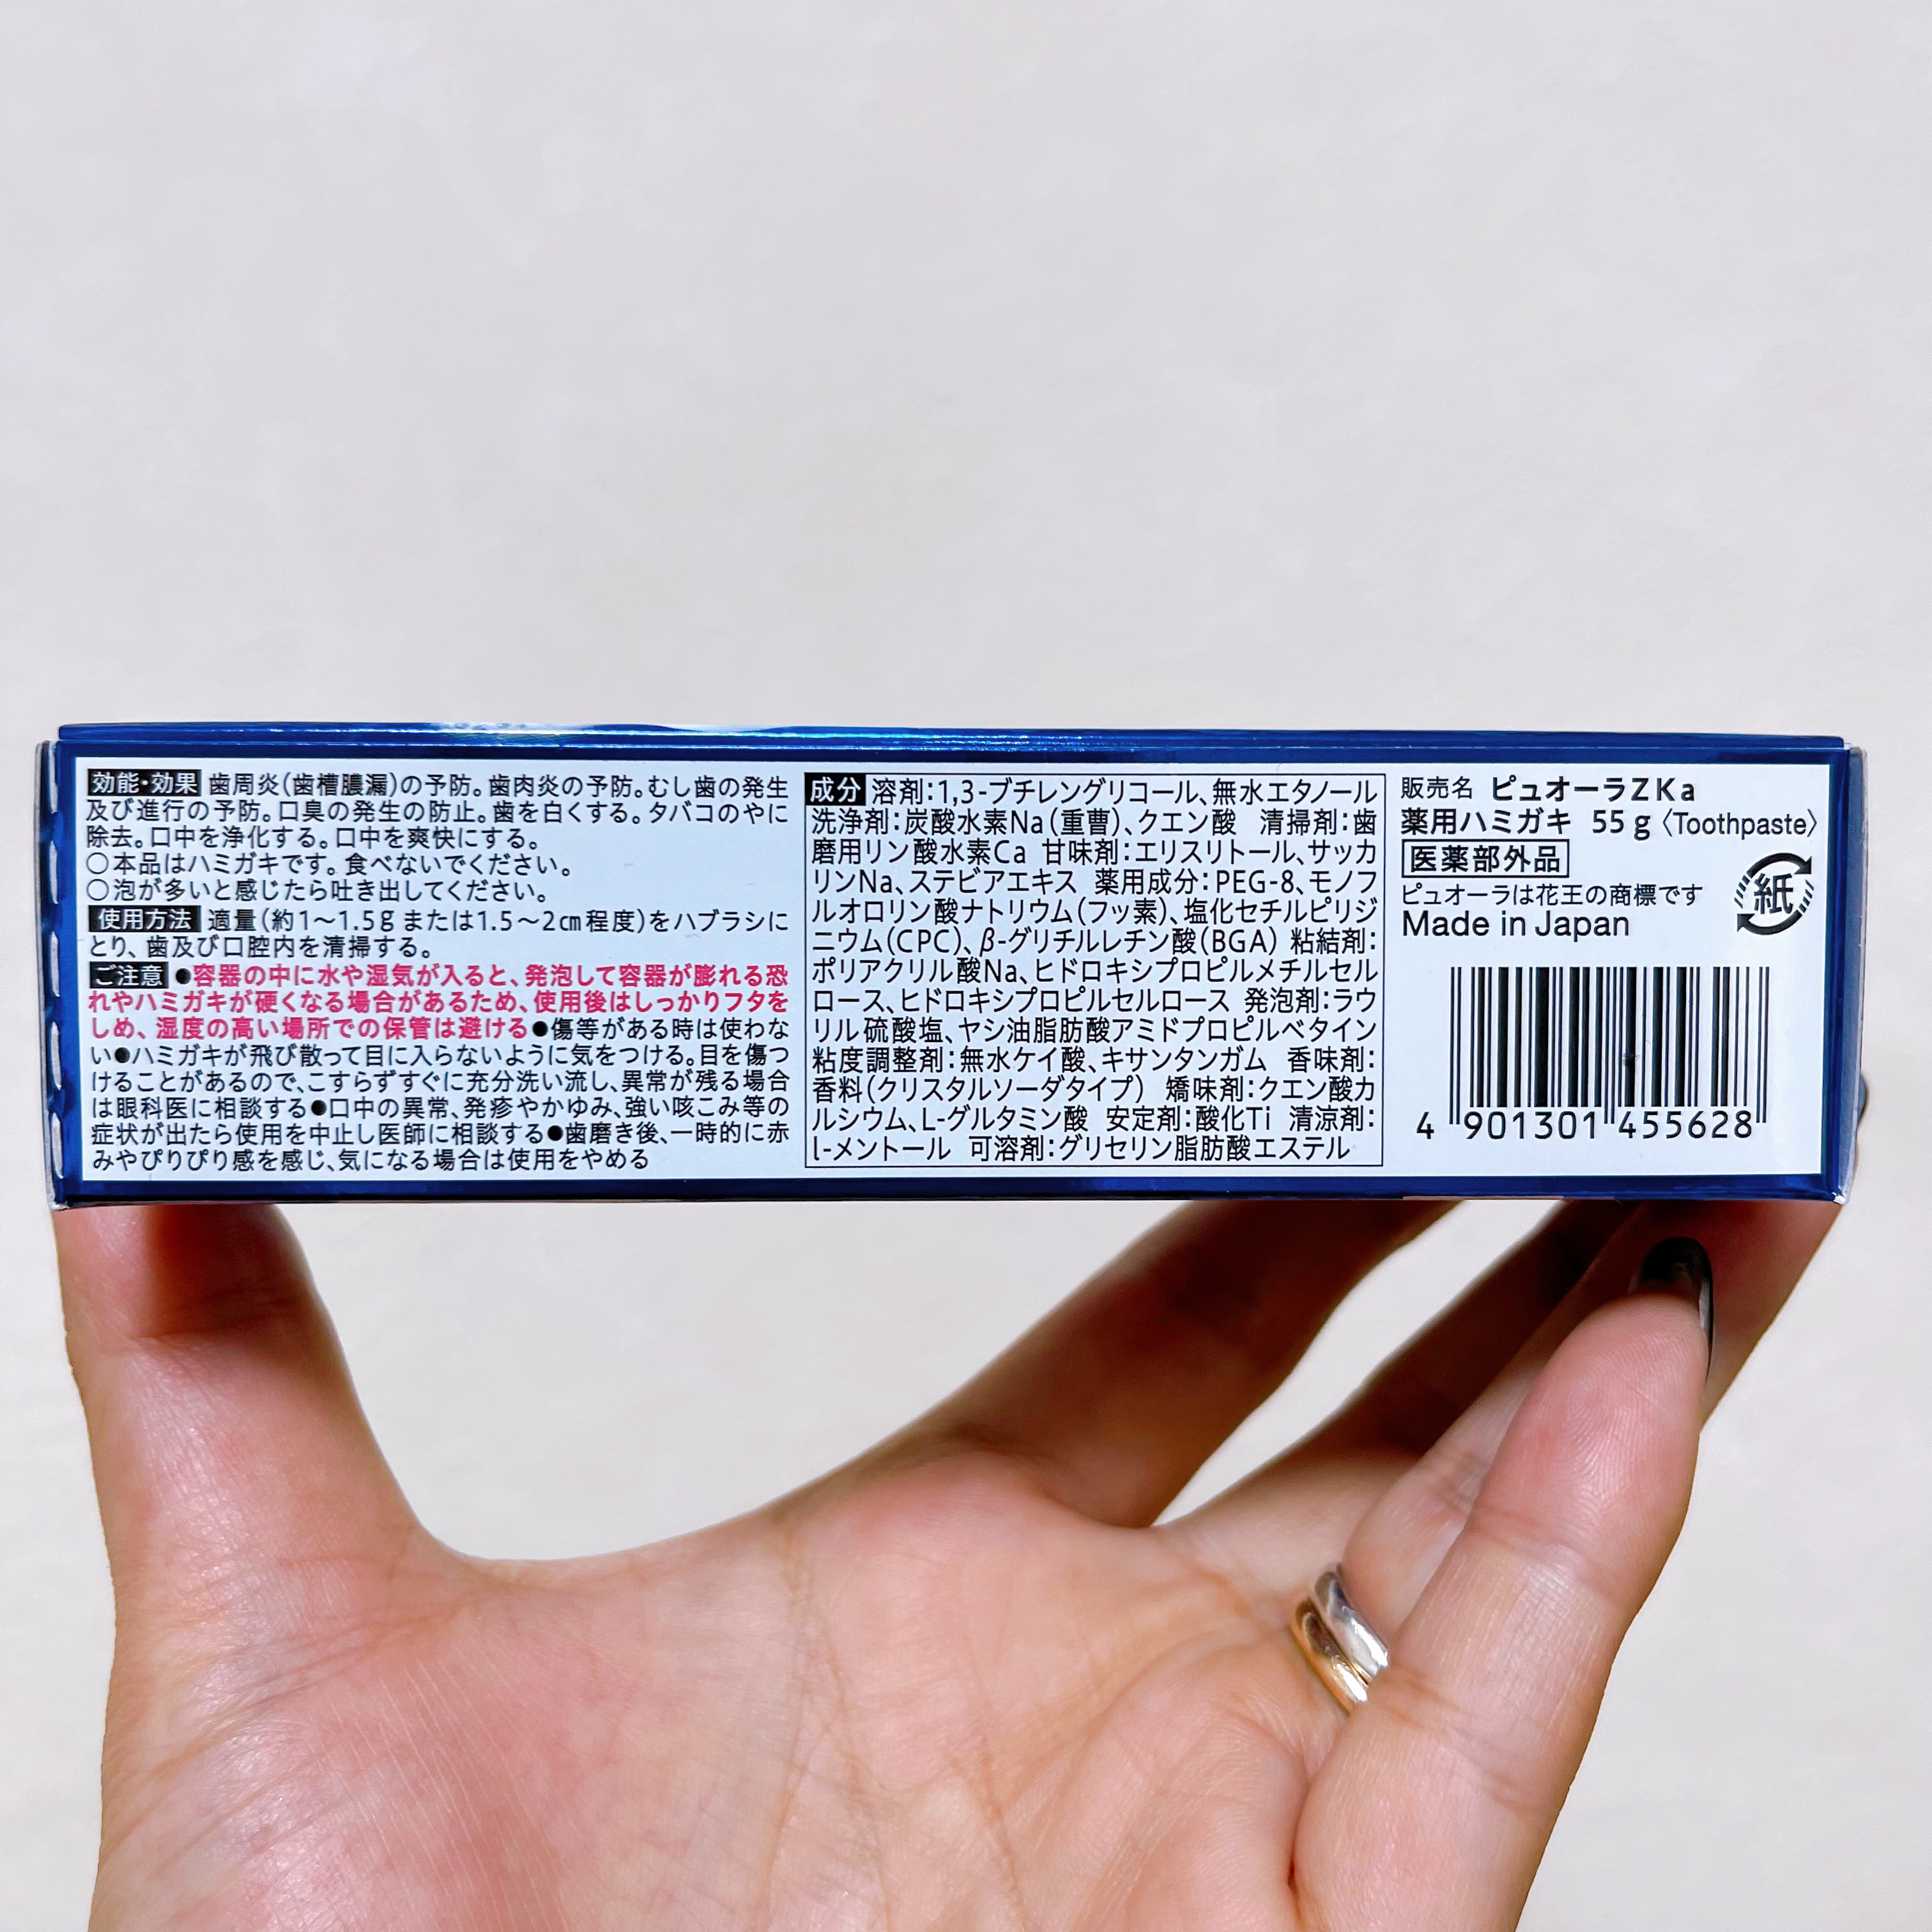 効能・効果 歯周炎(歯槽膿漏)の予防。歯肉炎の予防。むし歯の発生
及び進行の予防。口臭の発生の防止。歯を白くする。タバコのやに
除去。口中を浄化する。口中を爽快にする。
○本品はハミガキです。食べないでください。
○泡が多いと感じたら吐き出してください。
使用方法 適量(約1〜1.5gまたは1.5〜2㎝程度)をハブラシに
とり、歯及び口腔内を清掃する。
ご注意 ●容器の中に水や湿気が入ると、発泡して容器が膨れる恐
れやハミガキが硬くなる場合があるため、使用後はしっかりフタを
しめ、湿度の高い場所での保管は避ける●傷等がある時は使わな
い●ハミガキが飛び散って目に入らないように気をつける。目を傷つ
けることがあるので、こすらずすぐに充分洗い流し、異常が残る場合
は眼科医に相談する●口中の異常、発疹やかゆみ、強い咳こみ等の
症状が出たら使用を中止し医師に相談する●歯磨き後、一時的に赤
みやぴりぴり感を感じ、気になる場合は使用をやめる
成分 溶剤:1,3-ブチレングリコール、無水エタノール
洗浄剤:炭酸水素Na(重曹)、クエン酸 清掃剤:歯
磨用リン酸水素Ca 甘味剤:エリスリトール、サッカ
リンNa、ステビアエキス 薬用成分:PEG-8、モノフ
ルオロリン酸ナトリウム(フッ素)、塩化セチルピリジ
ニウム(CPC)、β-グリチルレチン酸(BGA) 粘結剤:
ポリアクリル酸Na、ヒドロキシプロピルメチルセル
ロース、ヒドロキシプロピルセルロース 発泡剤:ラウ
リル硫酸塩、ヤシ油脂肪酸アミドプロピルベタイン
粘度調整剤:無水ケイ酸、キサンタンガム 香味剤:
香料(クリスタルソーダタイプ) 矯味剤:クエン酸カ
ルシウム、L-グルタミン酸 安定剤:酸化Ti 清涼剤:
l-メントール 可溶剤:グリセリン脂肪酸エステル
販売名 ピュオーラZKa
薬用ハミガキ 55g〈Toothpaste〉
医薬部外品
ピュオーラは花王の商標です
Made in Japan
紙
4 901301 455628